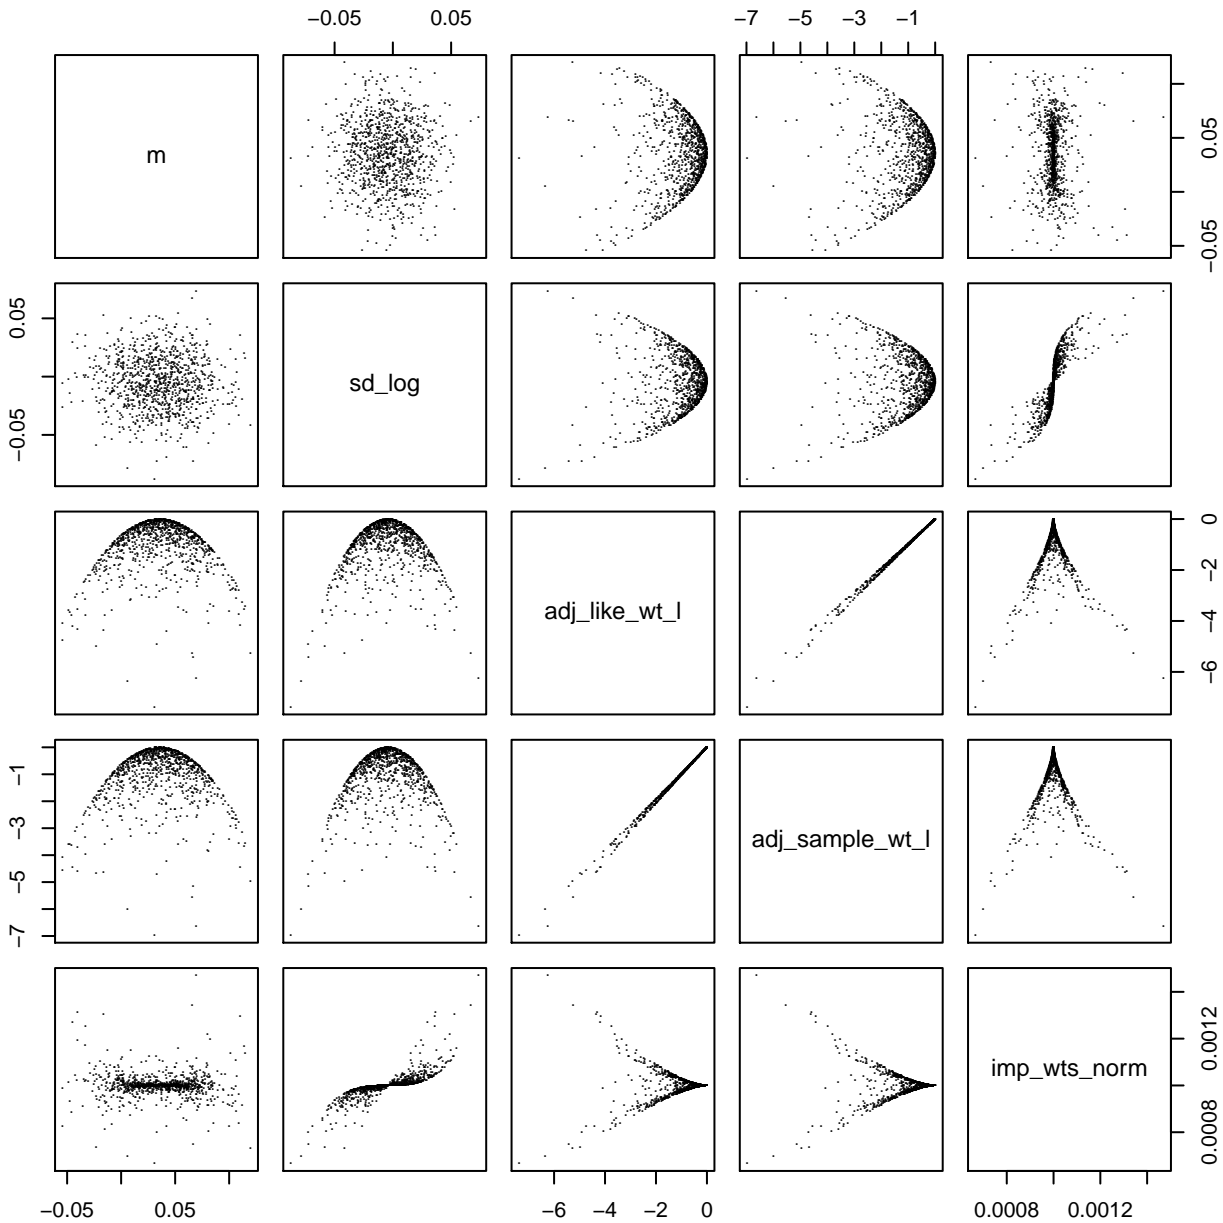 −0.05 0.05 −7 −5 −3 −1
m 0.05 −0.05
0.05 −0.05 sd_log
adj_like_wt_l 0 −2 −4 −6
−1 −3 −5 −7 adj_sample_wt_l
imp_wts_norm 0.0012 0.0008
−0.05 0.05 −6 −4 −2 0 0.0008 0.0012